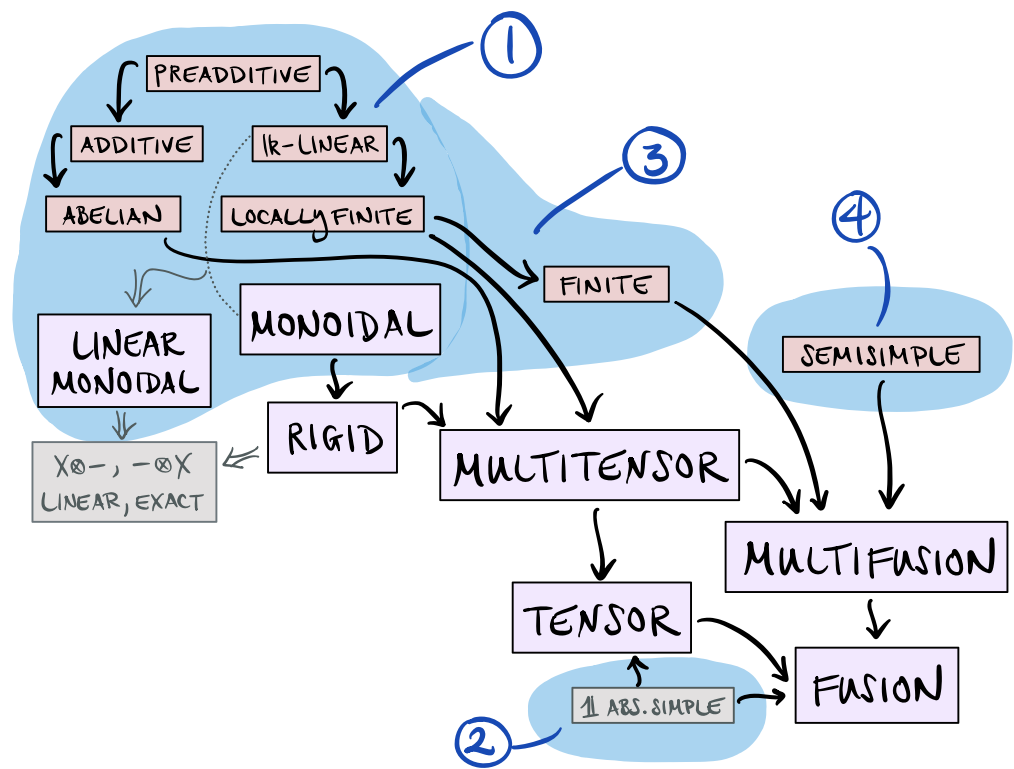 1
PREADDITIVE
ADDITIVE
𝕜-LINEAR
3
ABELIAN
LOCALLY FINITE
4
FINITE
LINEAR
MONOIDAL
MONOIDAL
SEMISIMPLE
RIGID
X⊗-, -⊗X
LINEAR, EXACT
MULTITENSOR
MULTIFUSION
TENSOR
FUSION
𝟙 ABS. SIMPLE
2